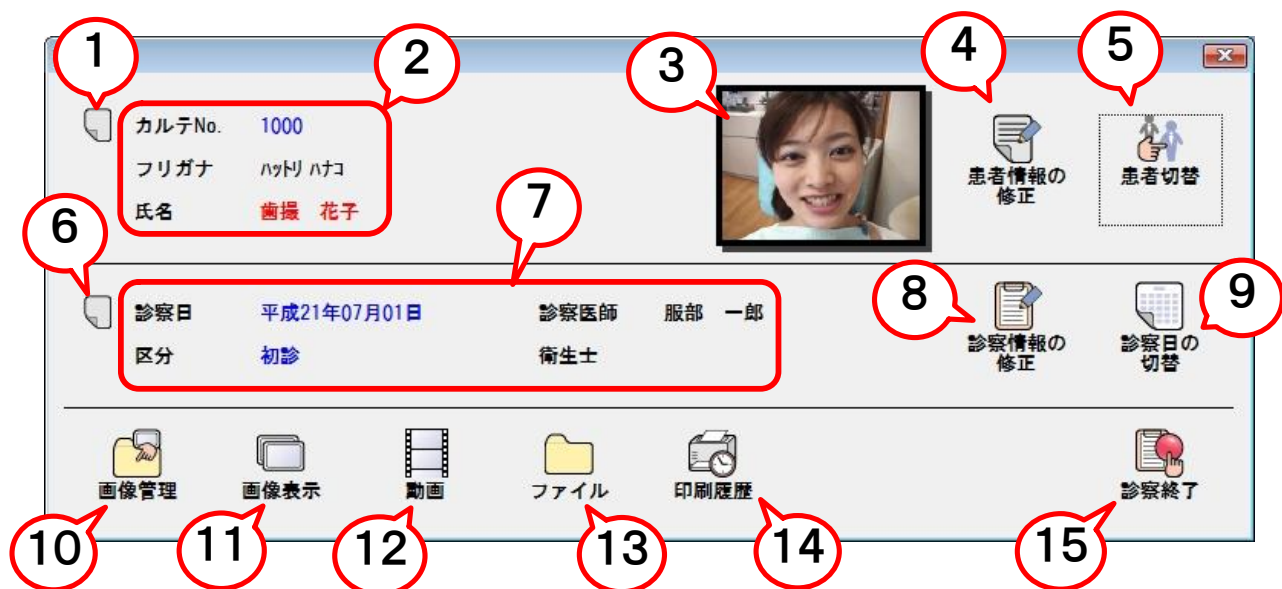 1
2
3
4
5
カルテNo. 1000
フリガナ ﾊｯﾄﾘ ﾊﾅｺ
氏名 歯撮 花子
患者情報の
修正
患者切替
6
7
8
9
診察日 平成21年07月01日 診察医師 服部 一郎
区分 初診 衛生士
診察情報の
修正
診察日の
切替
画像管理
画像表示
動画
ファイル
印刷履歴
診察終了
10
11
12
13
14
15